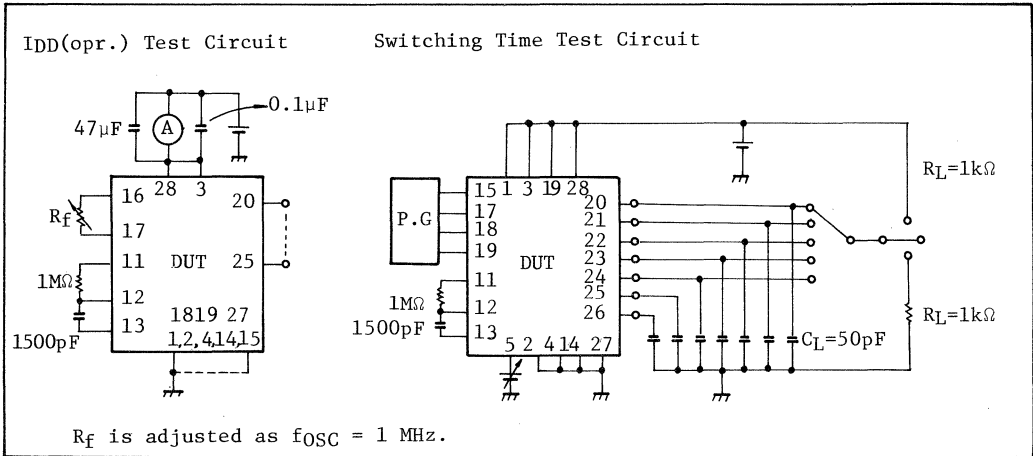 IDD(opr.) Test Circuit
Switching Time Test Circuit
47μF
A
0.1μF
28 3
16
17
Rf
11
12
13
1MΩ
1500pF
DUT
20
25
1819 27
1,2,4,14,15
P.G
15
17
18
19
1 3 19 28
11
12
13
1MΩ
1500pF
DUT
20
21
22
23
24
25
26
5 2 4 14 27
RL=1kΩ
RL=1kΩ
CL=50pF
Rf is adjusted as fOSC = 1 MHz.